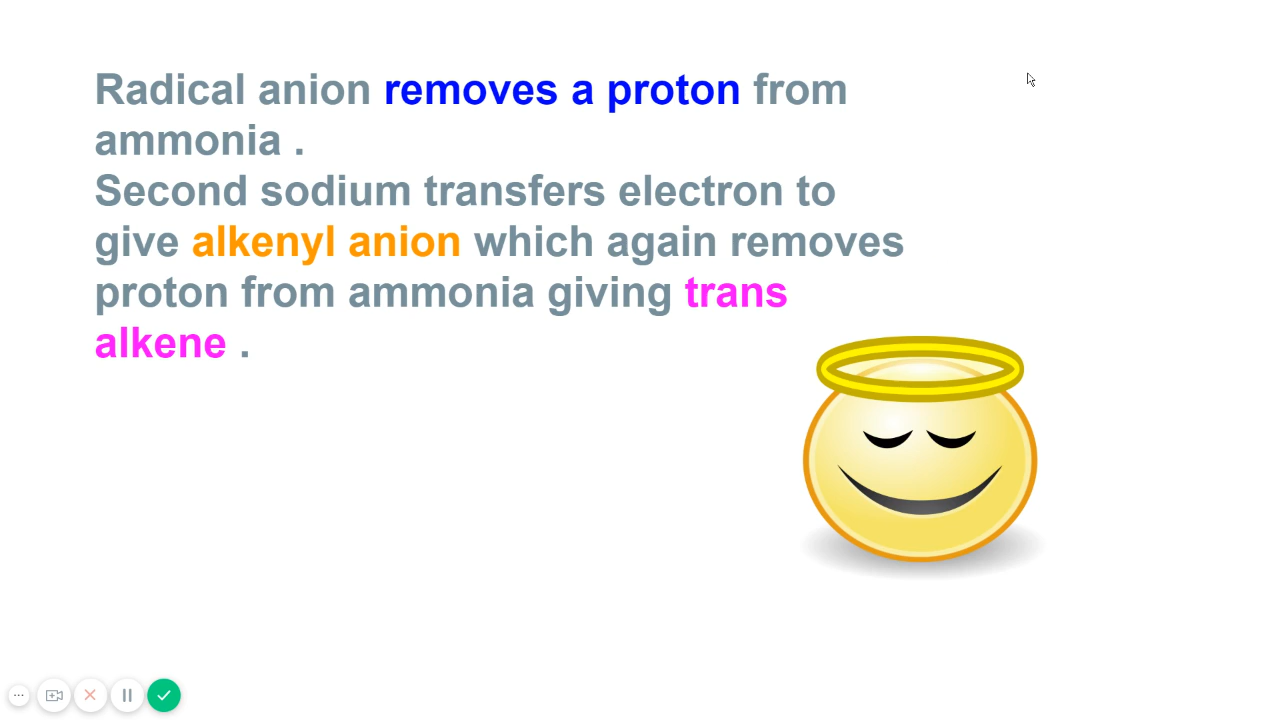 Radical anion removes a proton from
ammonia .
Second sodium transfers electron to
give alkenyl anion which again removes
proton from ammonia giving trans
alkene .